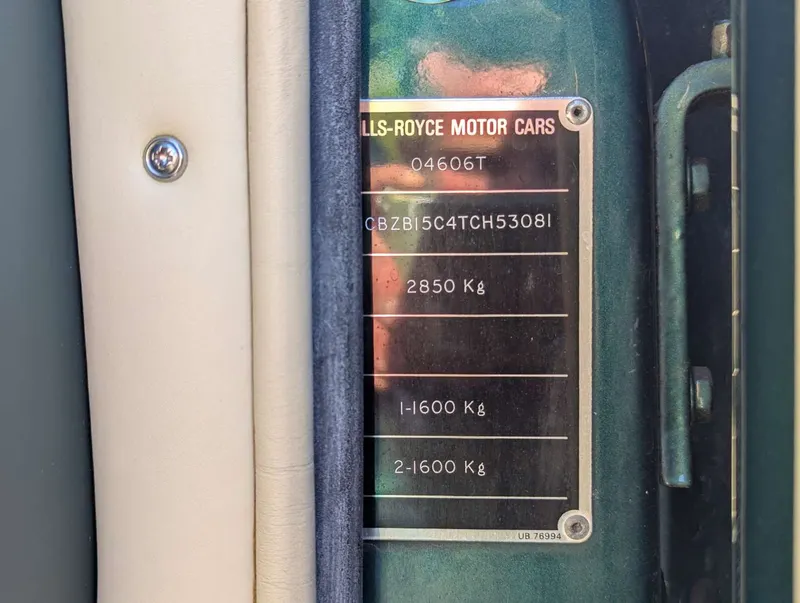 LLS-ROYCE MOTOR CARS
04606T
CBZB15C4TCH53081
2850 Kg
1-1600 Kg
2-1600 Kg
UB 76994